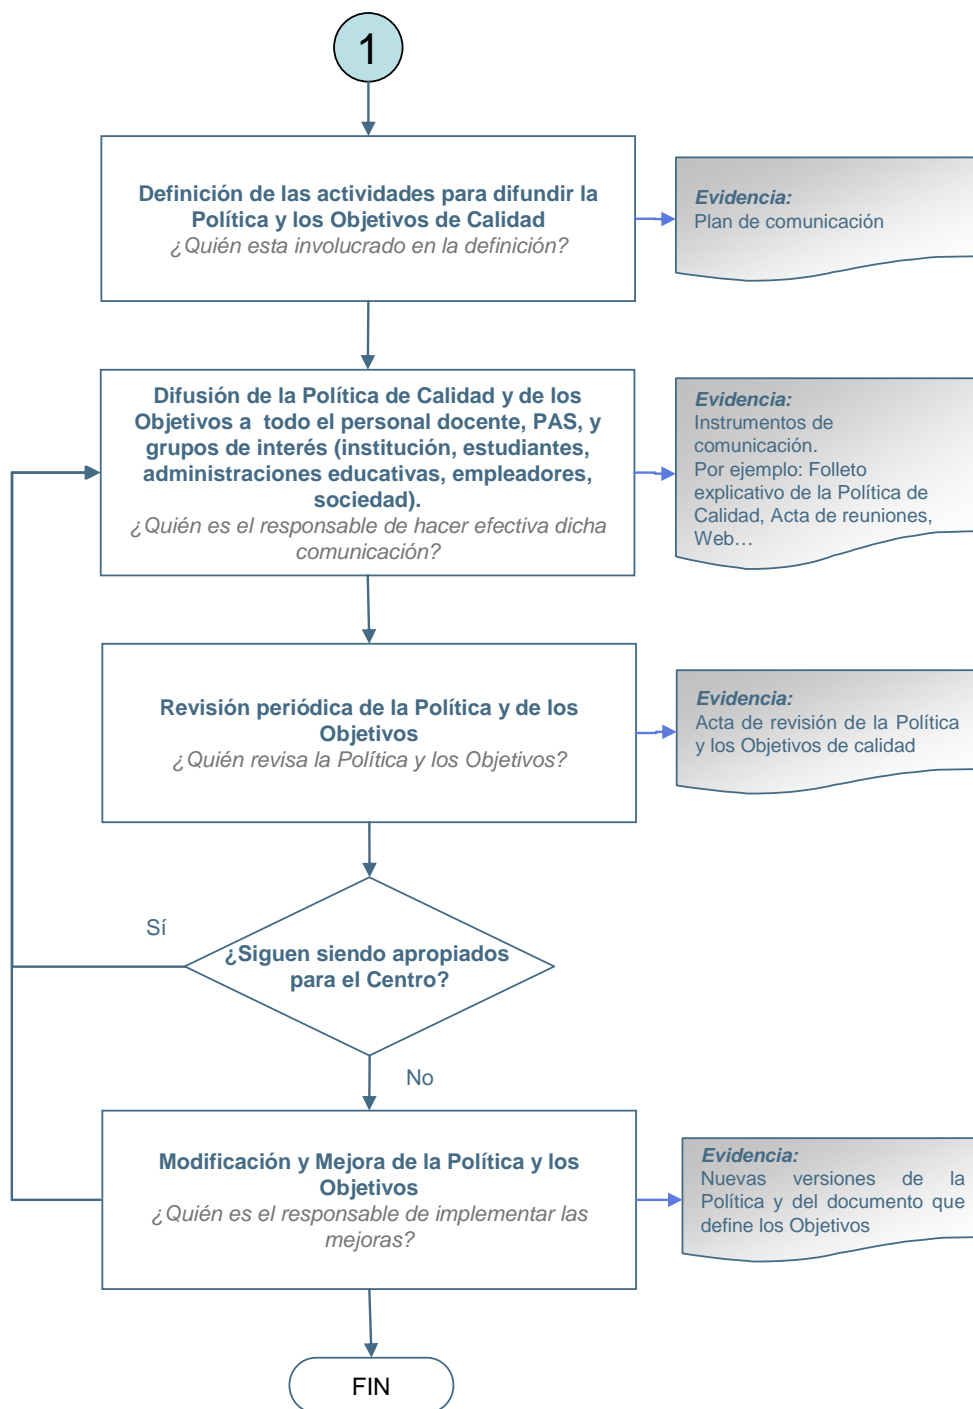 1
Definición de las actividades para difundir la
Política y los Objetivos de Calidad
¿Quién esta involucrado en la definición?
Evidencia:
Plan de comunicación
Difusión de la Política de Calidad y de los
Objetivos a todo el personal docente, PAS, y
grupos de interés (institución, estudiantes,
administraciones educativas, empleadores,
sociedad).
¿Quién es el responsable de hacer efectiva dicha
comunicación?
Evidencia:
Instrumentos de
comunicación.
Por ejemplo: Folleto
explicativo de la Política de
Calidad, Acta de reuniones,
Web…
Revisión periódica de la Política y de los
Objetivos
¿Quién revisa la Política y los Objetivos?
Evidencia:
Acta de revisión de la Política
y los Objetivos de calidad
Sí
¿Siguen siendo apropiados
para el Centro?
No
Modificación y Mejora de la Política y los
Objetivos
¿Quién es el responsable de implementar las
mejoras?
Evidencia:
Nuevas versiones de la
Política y del documento que
define los Objetivos
FIN